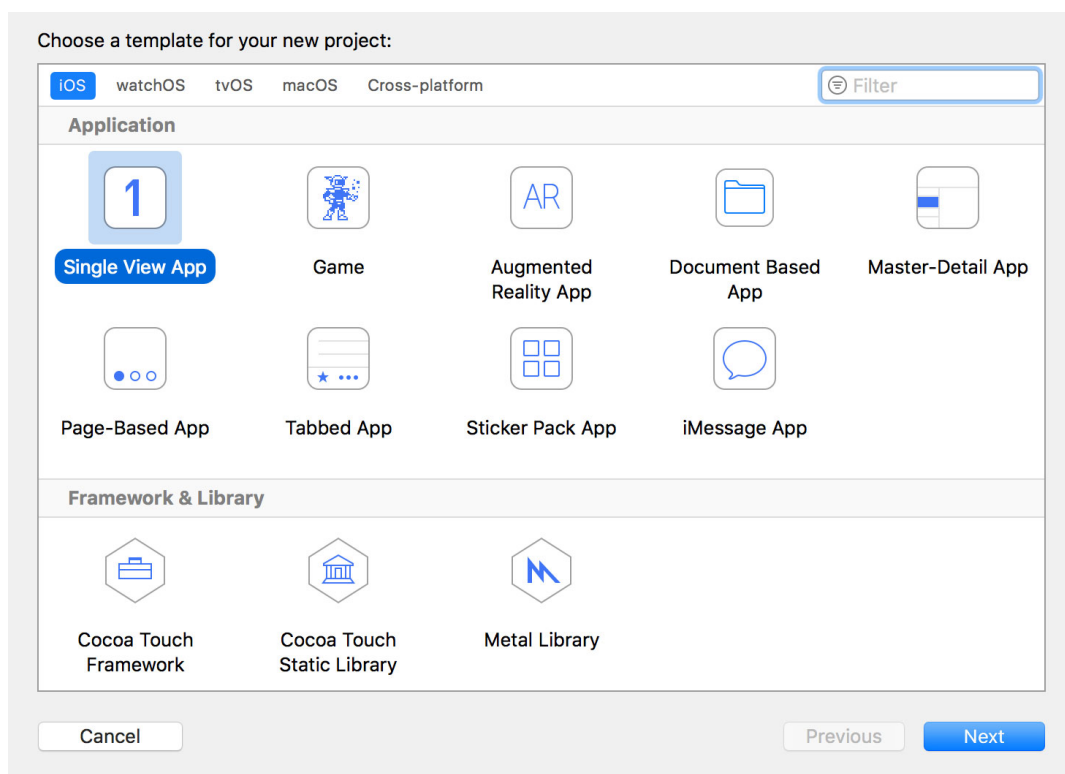 Choose a template for your new project:
iOS watchOS tvOS macOS Cross-platform Filter
Application
1 AR
Single View App Game Augmented Reality App Document Based App Master-Detail App
Page-Based App Tabbed App Sticker Pack App iMessage App
Framework & Library
Cocoa Touch Framework Cocoa Touch Static Library Metal Library
Cancel Previous Next